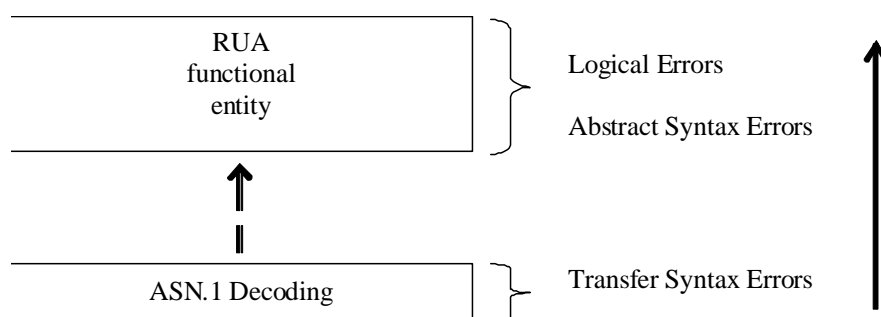 RUA
functional
entity
Logical Errors
Abstract Syntax Errors
ASN.1 Decoding
Transfer Syntax Errors